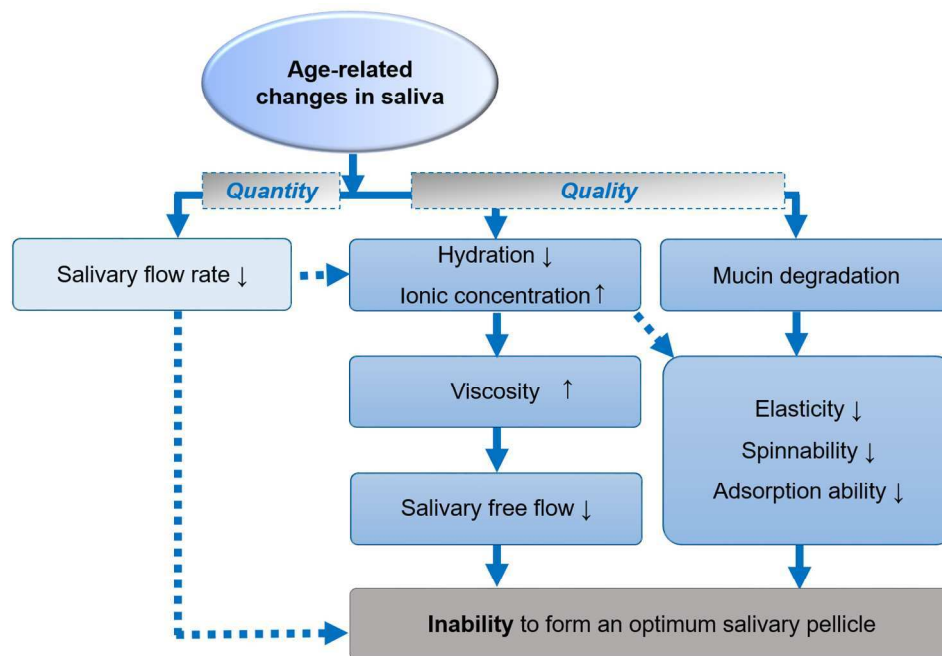 Age-related
changes in saliva
Quantity
Quality
Salivary flow rate ↓
Hydration ↓
Ionic concentration ↑
Mucin degradation
Viscosity ↑
Elasticity ↓
Spinnability ↓
Adsorption ability ↓
Salivary free flow ↓
Inability to form an optimum salivary pellicle